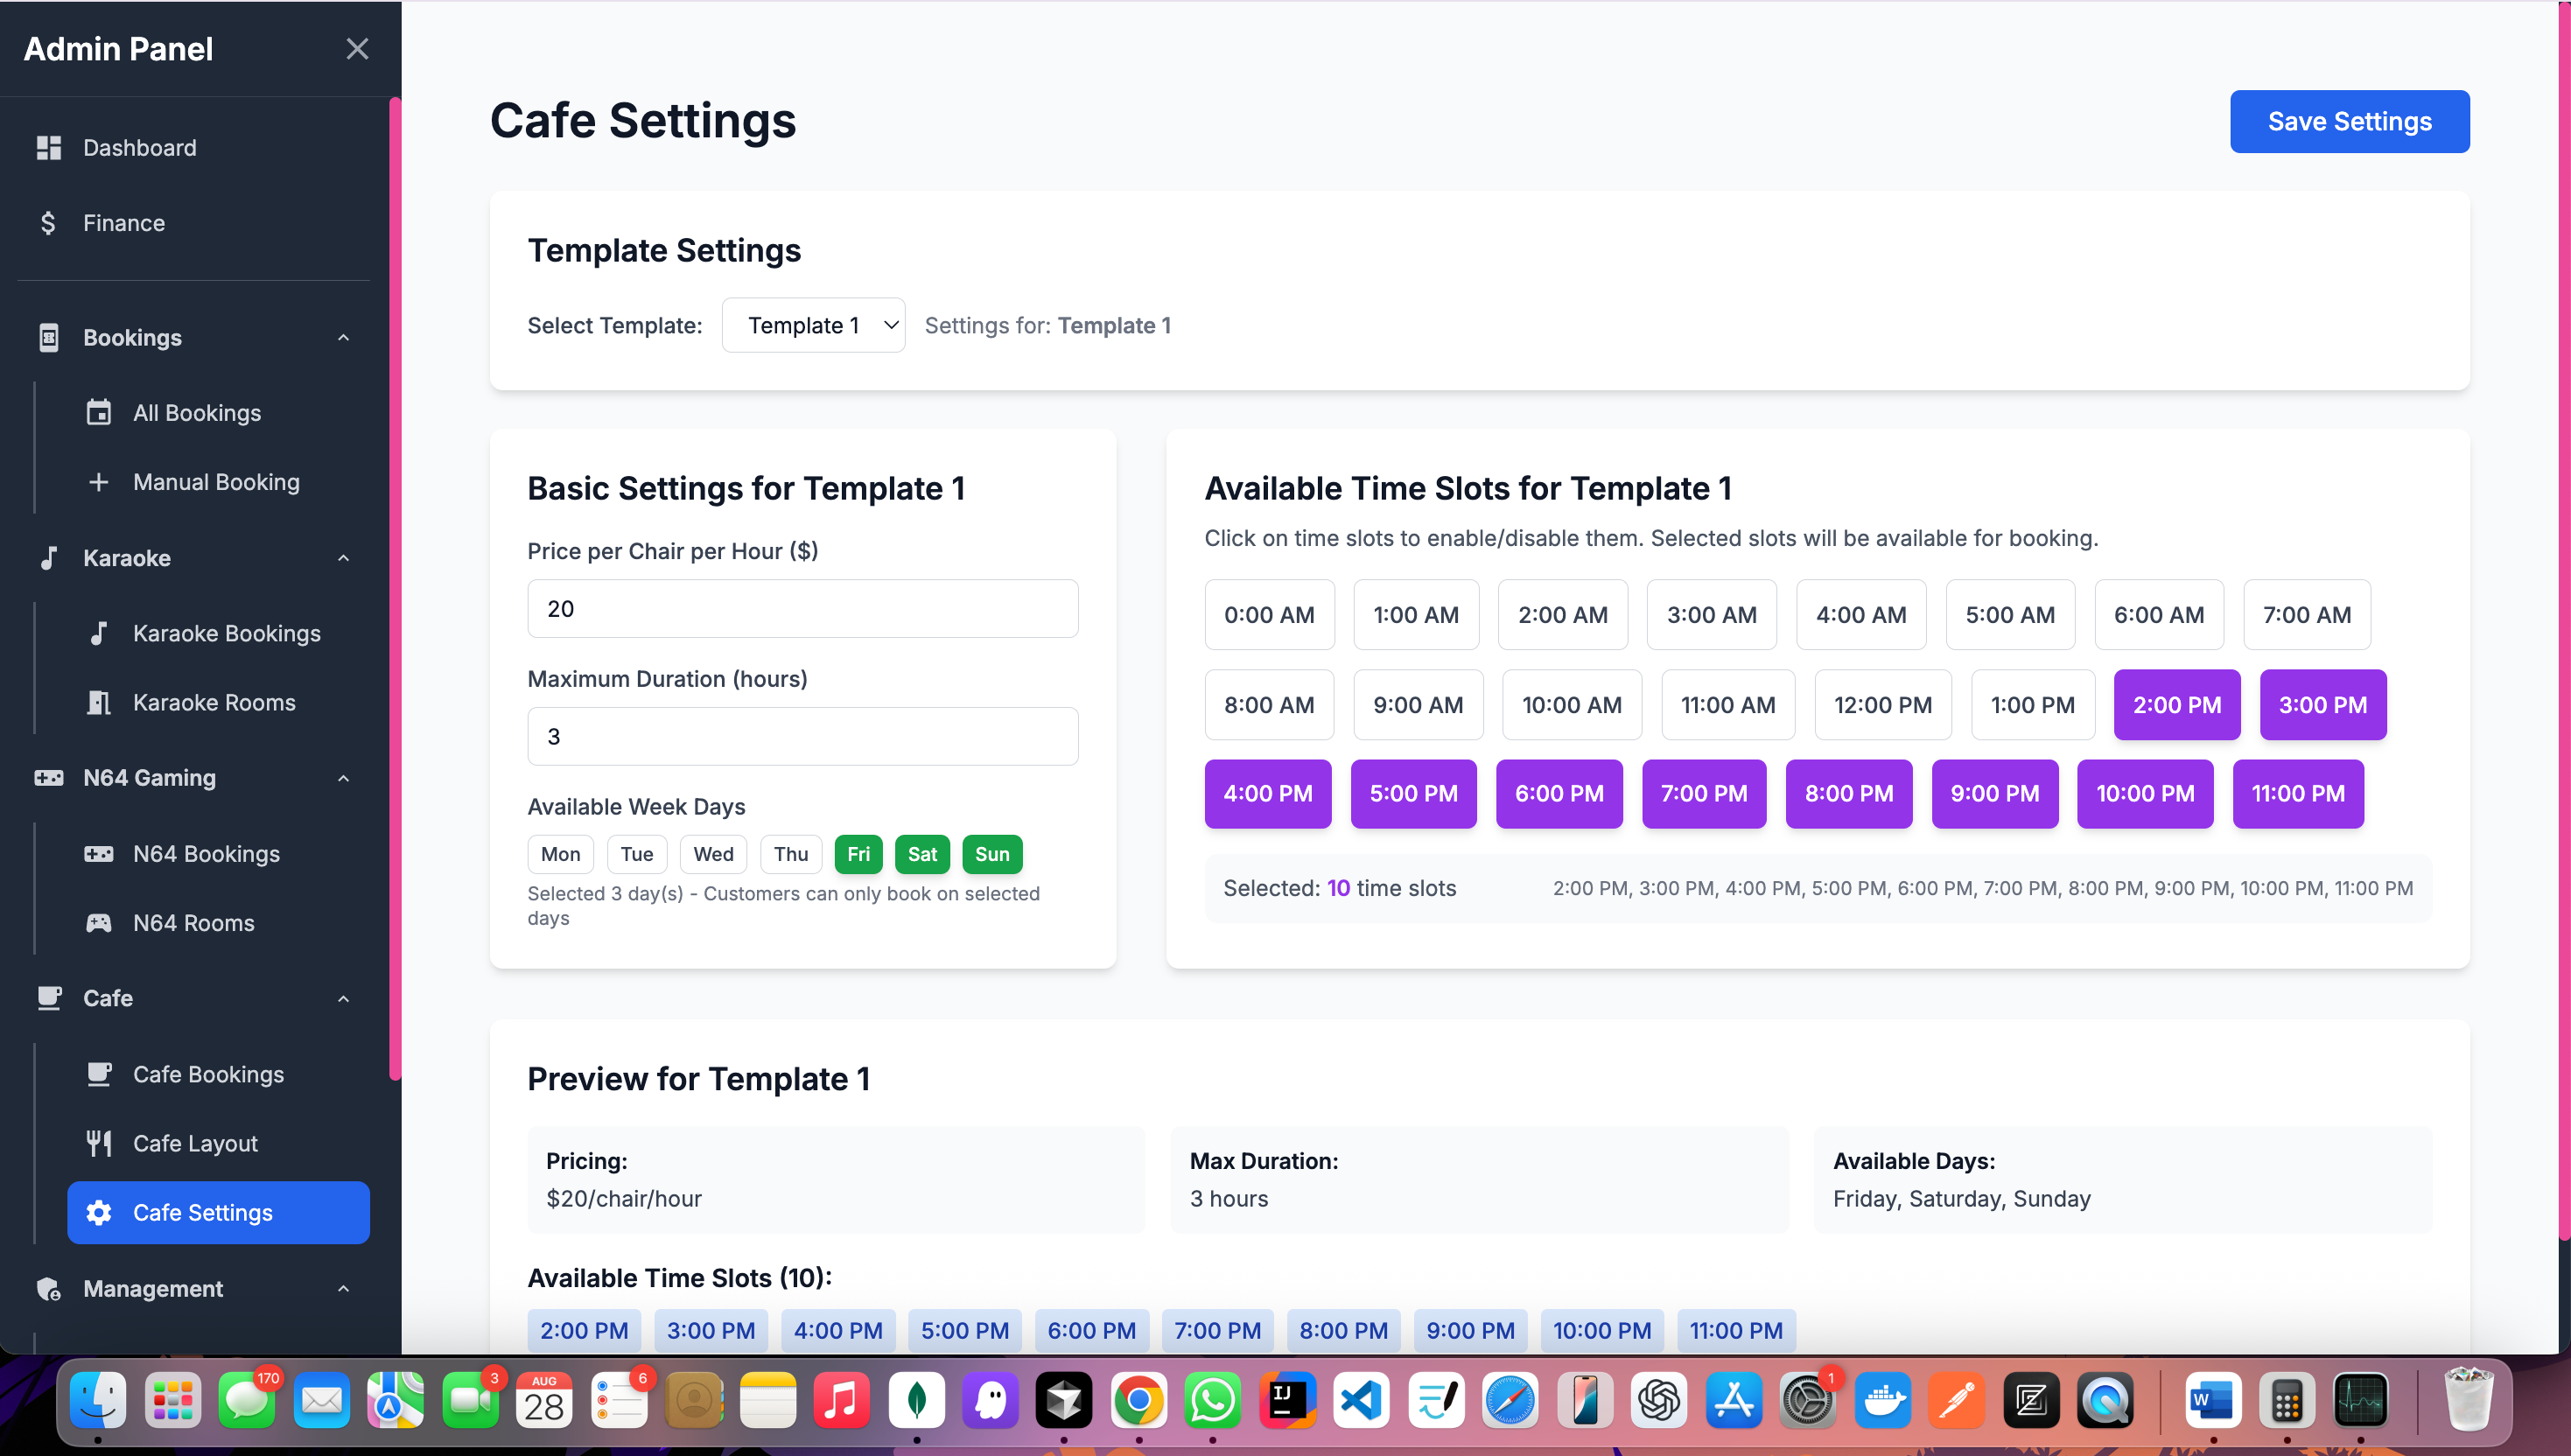 Admin Panel
Dashboard
Finance
Bookings
All Bookings
Manual Booking
Karaoke
Karaoke Bookings
Karaoke Rooms
N64 Gaming
N64 Bookings
N64 Rooms
Cafe
Cafe Bookings
Cafe Layout
Cafe Settings
Management
Cafe Settings
Save Settings
Template Settings
Select Template: Template 1 Settings for: Template 1
Basic Settings for Template 1
Price per Chair per Hour ($)
20
Maximum Duration (hours)
3
Available Week Days
Mon Tue Wed Thu Fri Sat Sun
Selected 3 day(s) - Customers can only book on selected
days
Available Time Slots for Template 1
Click on time slots to enable/disable them. Selected slots will be available for booking.
0:00 AM 1:00 AM 2:00 AM 3:00 AM 4:00 AM 5:00 AM 6:00 AM 7:00 AM
8:00 AM 9:00 AM 10:00 AM 11:00 AM 12:00 PM 1:00 PM 2:00 PM 3:00 PM
4:00 PM 5:00 PM 6:00 PM 7:00 PM 8:00 PM 9:00 PM 10:00 PM 11:00 PM
Selected: 10 time slots 2:00 PM, 3:00 PM, 4:00 PM, 5:00 PM, 6:00 PM, 7:00 PM, 8:00 PM, 9:00 PM, 10:00 PM, 11:00 PM
Preview for Template 1
Pricing:
$20/chair/hour
Max Duration:
3 hours
Available Days:
Friday, Saturday, Sunday
Available Time Slots (10):
2:00 PM 3:00 PM 4:00 PM 5:00 PM 6:00 PM 7:00 PM 8:00 PM 9:00 PM 10:00 PM 11:00 PM
170 3 AUG 28 6 IJ 1 W